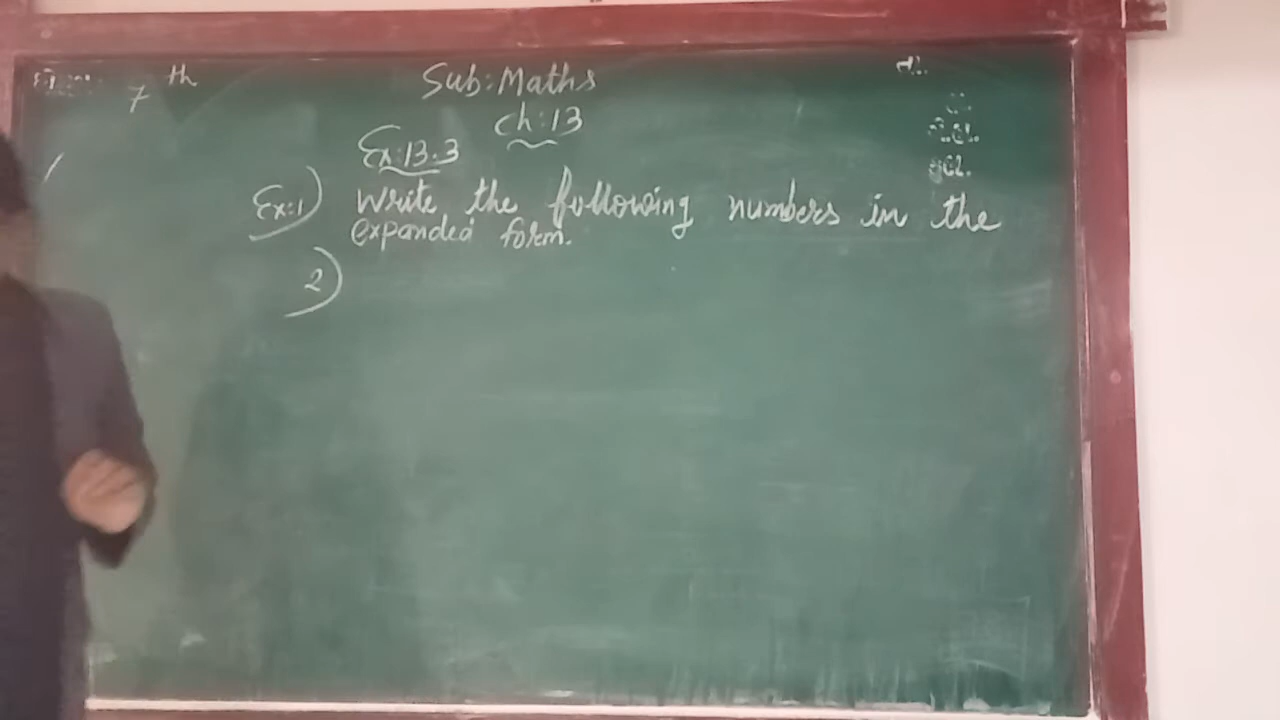 7th
Sub: Maths
Ch: 13
Ex: 13.3
Ex: 1) Write the following numbers in the
expanded form.
2)